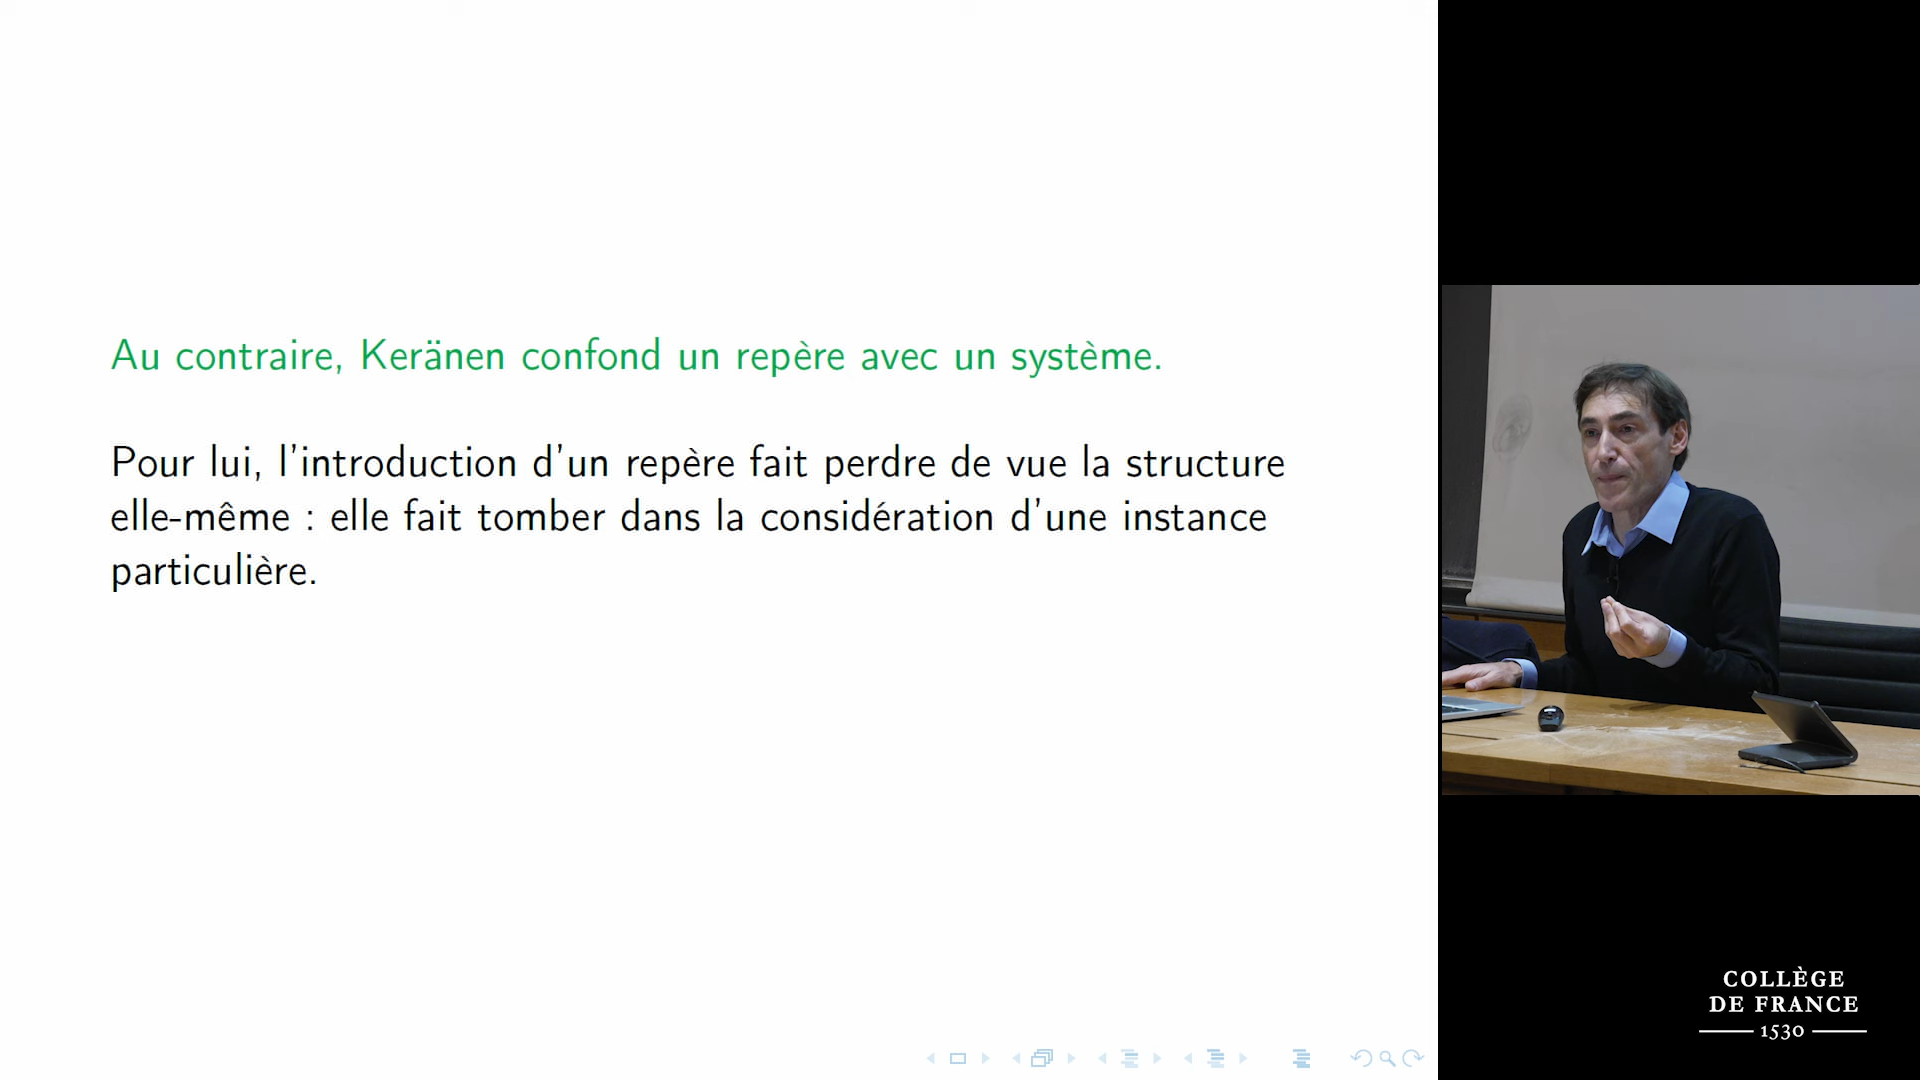 Au contraire, Keränen confond un repère avec un système.
Pour lui, l'introduction d'un repère fait perdre de vue la structure
elle-même : elle fait tomber dans la considération d'une instance
particulière.
COLLÈGE
DE FRANCE
1530